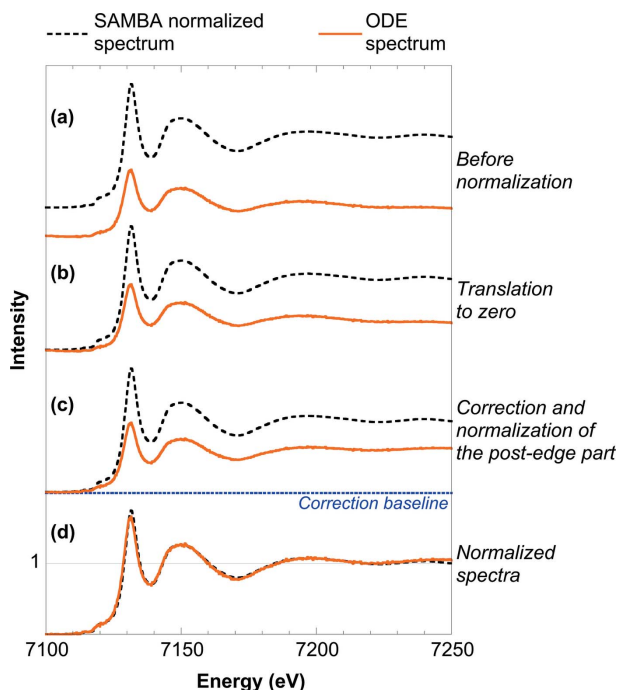 SAMBA normalized
spectrum
ODE
spectrum
(a)
Before
normalization
(b)
Translation
to zero
(c)
Correction and
normalization of
the post-edge part
Correction baseline
(d)
Normalized
spectra
1
Intensity
7100
7150
7200
7250
Energy (eV)